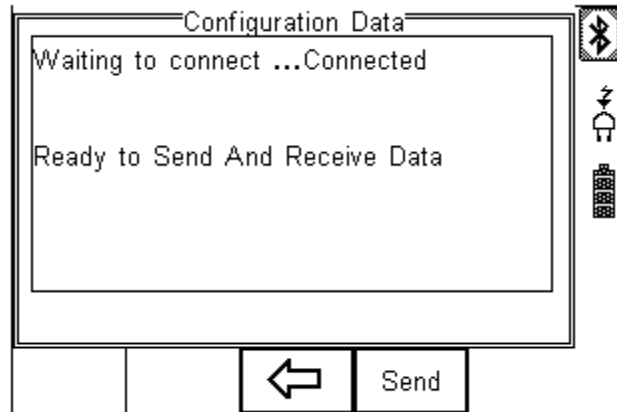 Configuration Data
Waiting to connect ...Connected
Ready to Send And Receive Data
Send